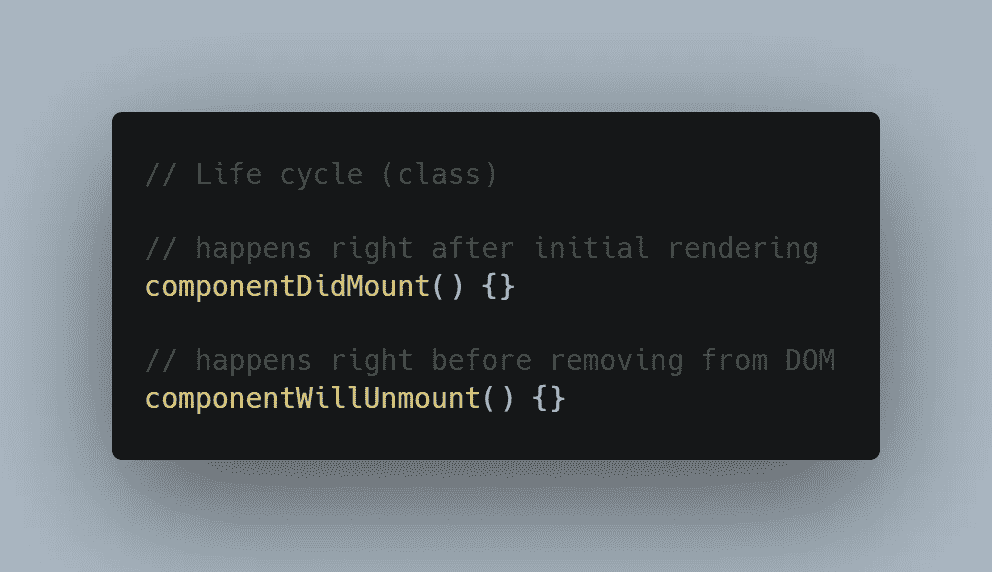 // Life cycle (class)
// happens right after initial rendering
componentDidMount() {}
// happens right before removing from DOM
componentWillUnmount() {}